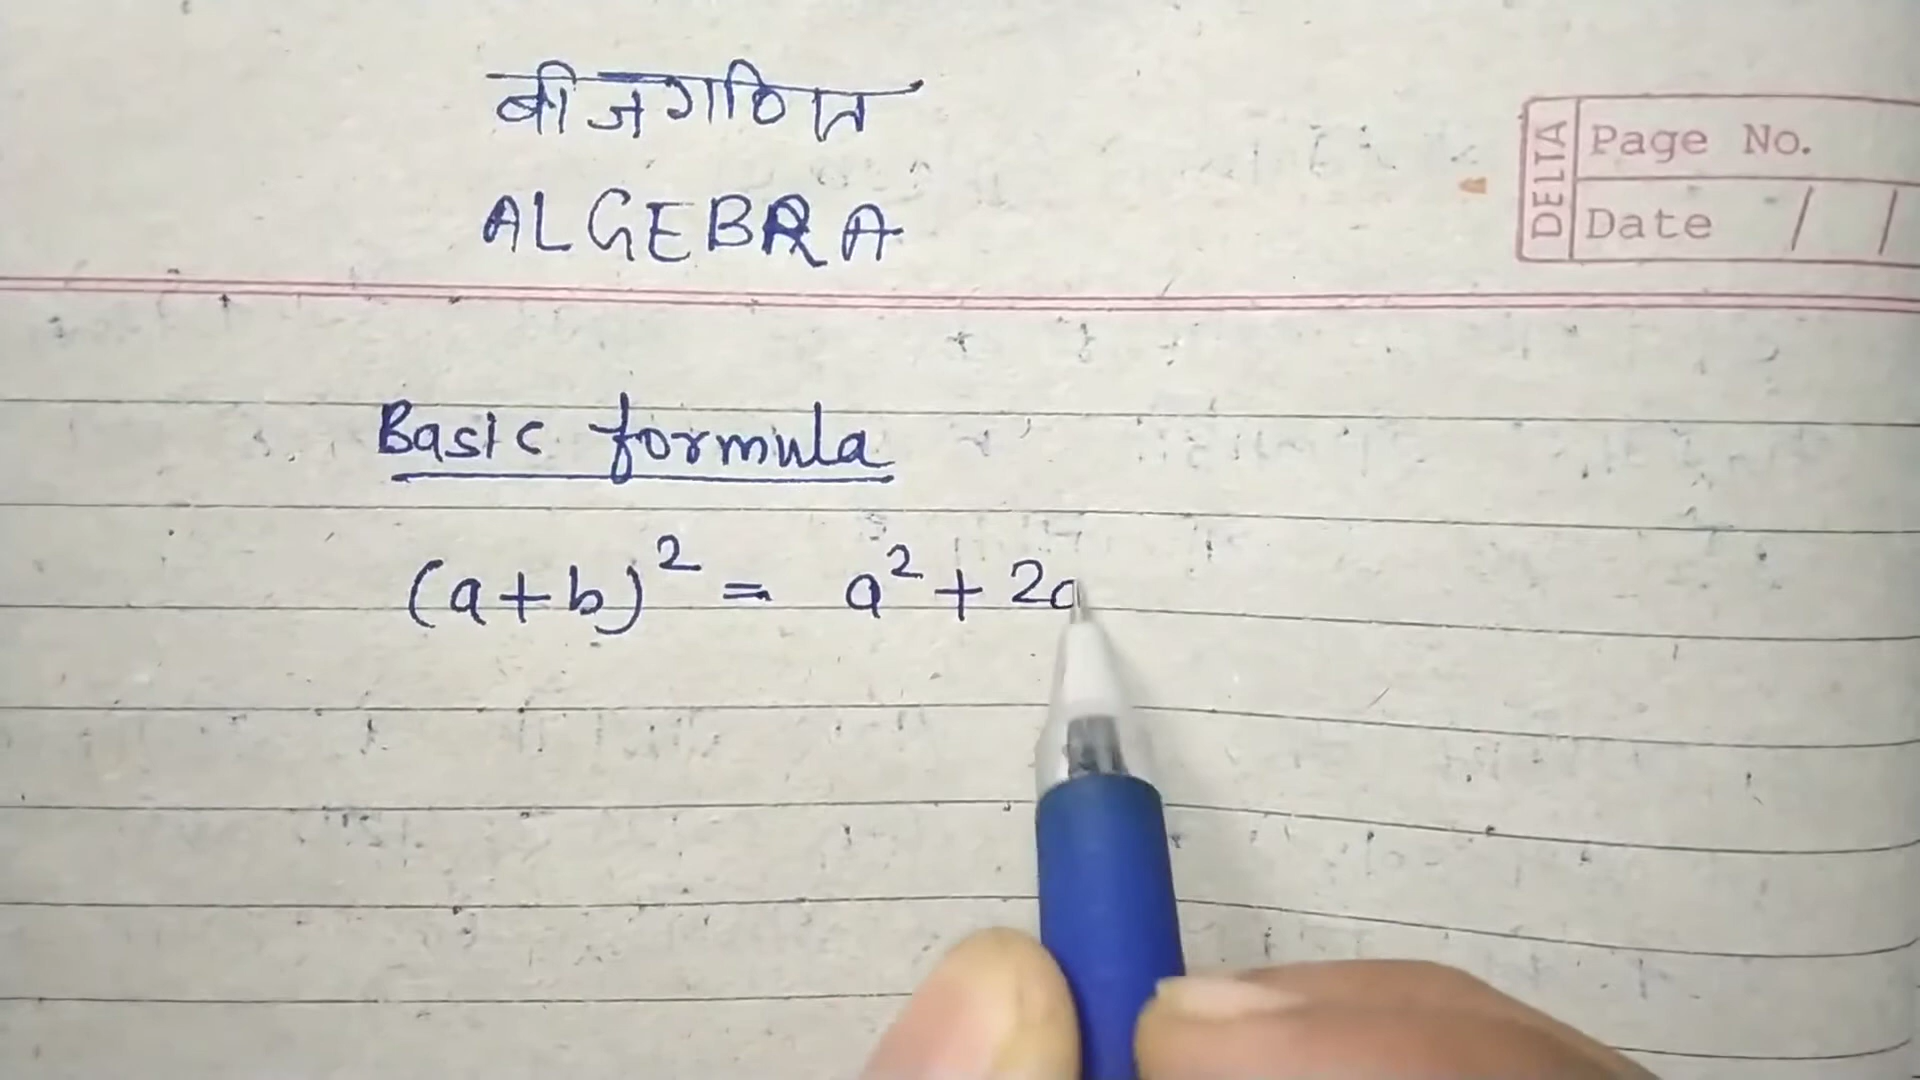 बीजगणित
ALGEBRA
DELTA
Page No.
Date / /
Basic formula
(a+b)² = a² + 2a